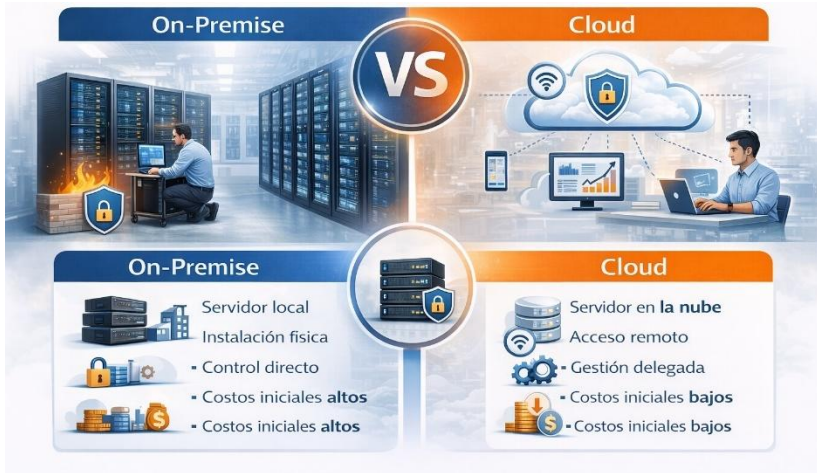 On-Premise
VS
Cloud
On-Premise
Servidor local
Instalación física
- Control directo
- Costos iniciales altos
- Costos iniciales altos
Cloud
Servidor en la nube
Acceso remoto
- Gestión delegada
- Costos iniciales bajos
- Costos iniciales bajos